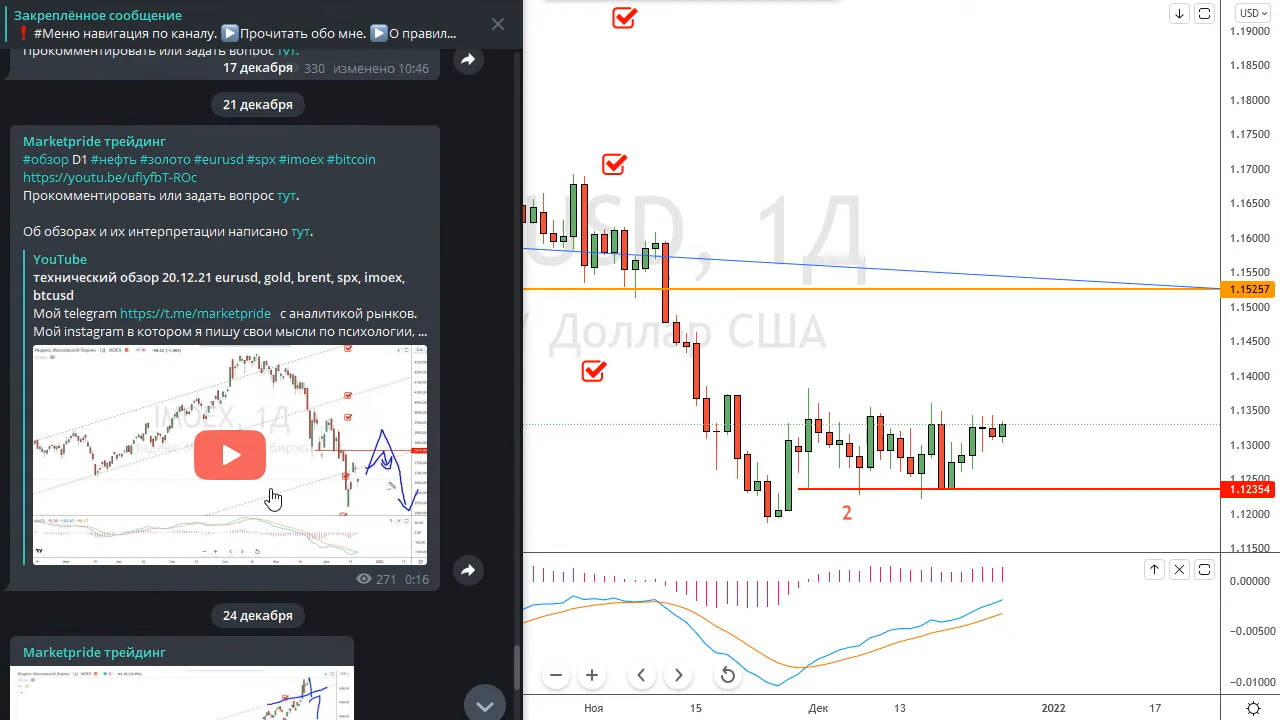 Закреплённое сообщение
❗ #Меню навигация по каналу. ▶️Прочитать обо мне. ▶️О правил...
Прокомментировать или задать вопрос тут.
17 декабря
330 изменено 10:46
21 декабря
Marketpride трейдинг
#обзор D1 #нефть #золото #eurusd #spx #imoex #bitcoin
https://youtu.be/uflyfbT-ROc
Прокомментировать или задать вопрос тут.
Об обзорах и их интерпретации написано тут.
YouTube
технический обзор 20.12.21 eurusd, gold, brent, spx, imoex,
btcusd
Мой telegram https://t.me/marketpride с аналитикой рынков.
Мой instagram в котором я пишу свои мысли по психологии, ...
IMOEX, 1Д
271 0:16
24 декабря
Marketpride трейдинг
USD
1.19000
1.18500
1.18000
1.17500
1.17000
1.16500
1.16000
1.15500
1.15257
1.15000
1.14500
1.14000
1.13500
1.13000
1.12500
1.12354
1.12000
1.11500
USD, 1Д
Доллар США
2
0.00000
−0.00500
−0.01000
Ноя
15
Дек
13
2022
17